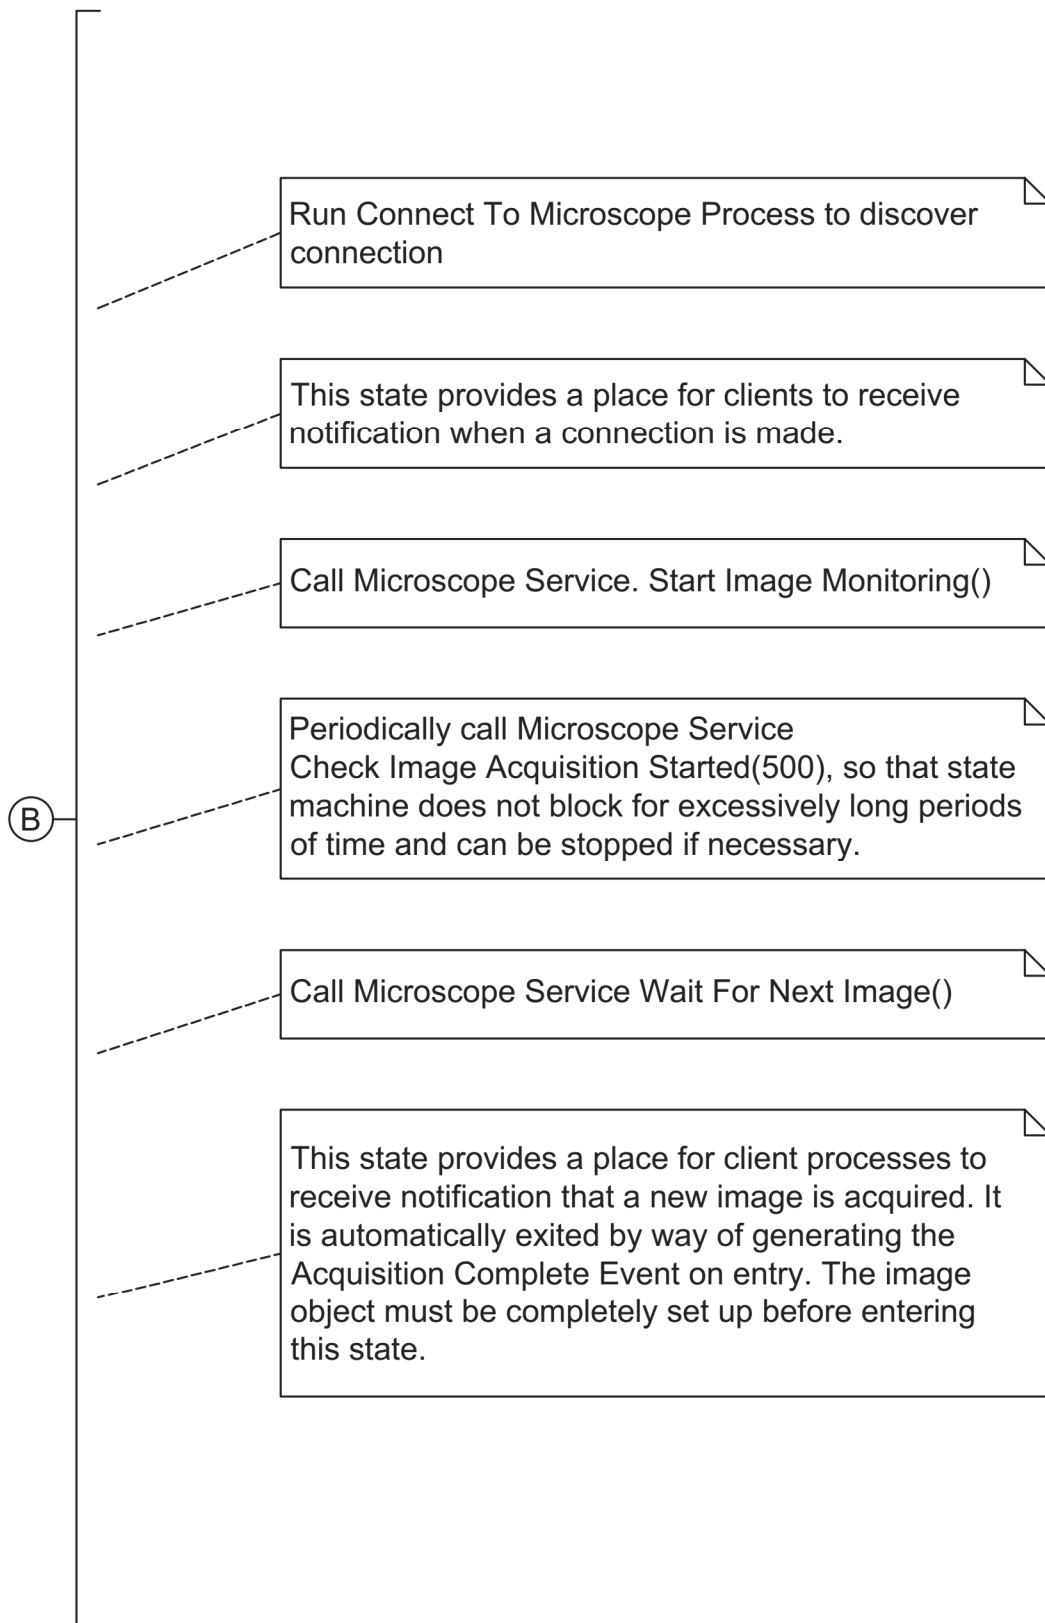 Run Connect To Microscope Process to discover
connection
This state provides a place for clients to receive
notification when a connection is made.
Call Microscope Service. Start Image Monitoring()
Periodically call Microscope Service
Check Image Acquisition Started(500), so that state
machine does not block for excessively long periods
of time and can be stopped if necessary.
B
Call Microscope Service Wait For Next Image()
This state provides a place for client processes to
receive notification that a new image is acquired. It
is automatically exited by way of generating the
Acquisition Complete Event on entry. The image
object must be completely set up before entering
this state.